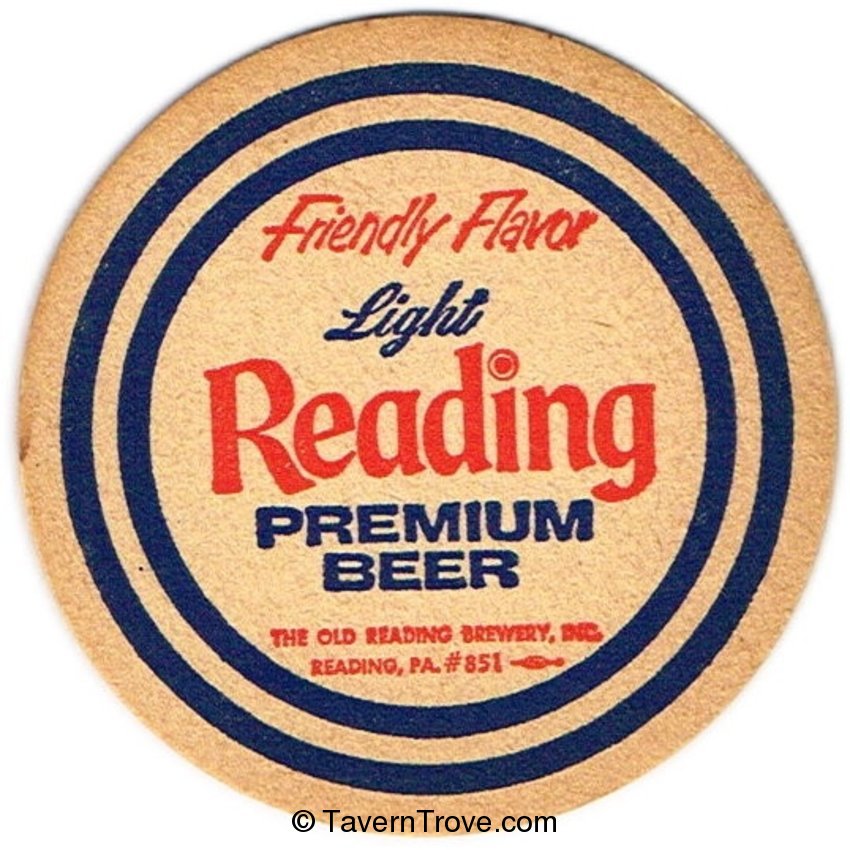 Friendly Flavor
Light
Reading
PREMIUM
BEER
THE OLD READING BREWERY, INC.
READING, PA. #851
© TavernTrove.com